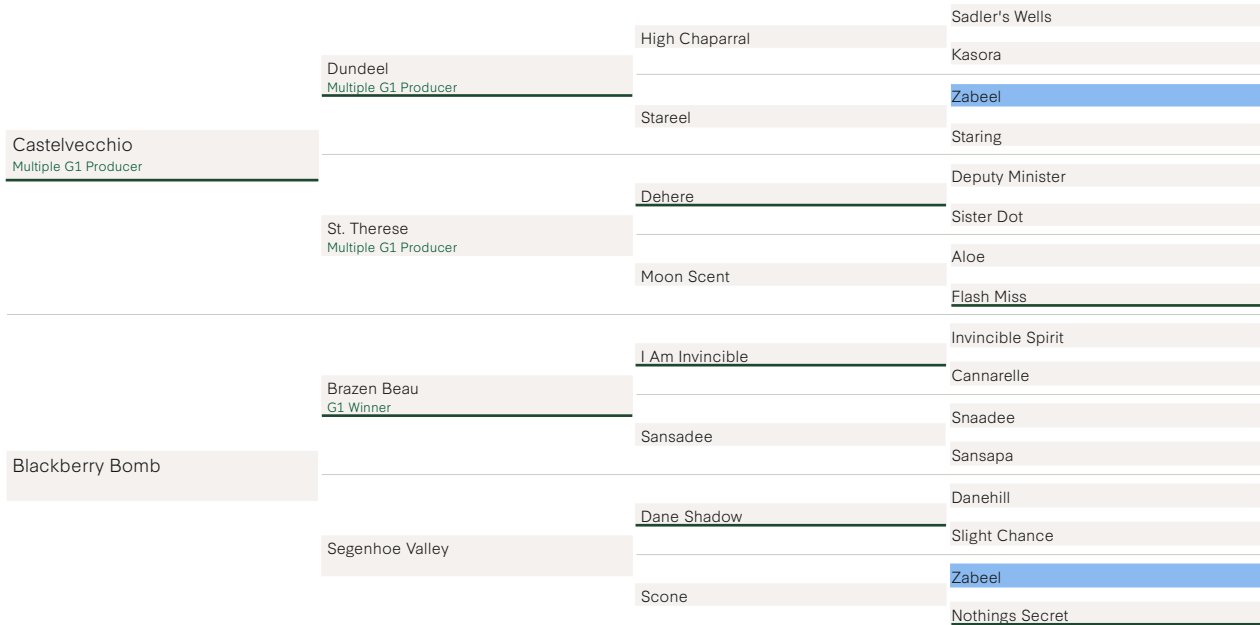 Castelvecchio
Multiple G1 Producer
Blackberry Bomb
Dundeel
Multiple G1 Producer
St. Therese
Multiple G1 Producer
Brazen Beau
G1 Winner
Segenhoe Valley
High Chaparral
Stareel
Dehere
Moon Scent
I Am Invincible
Sansadee
Dane Shadow
Scone
Sadler's Wells
Kasora
Zabeel
Staring
Deputy Minister
Sister Dot
Aloe
Flash Miss
Invincible Spirit
Cannarelle
Snaadee
Sansapa
Danehill
Slight Chance
Zabeel
Nothings Secret